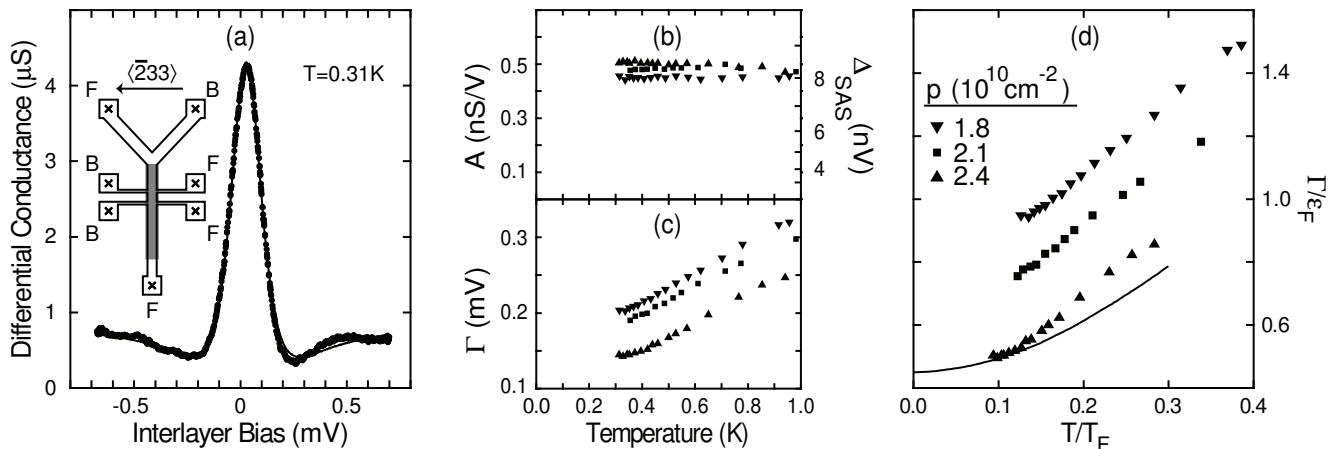 (a)
T=0.31K
⟨2̅33⟩
F
B
B
F
B
F
F
Differential Conductance (μS)
4
3
2
1
0
-0.5
0
0.5
Interlayer Bias (mV)
(b)
A (nS/V)
0.5
0.3
0.1
8
6
4
Δ_SAS (nV)
(c)
Γ (mV)
0.3
0.2
0.1
0.0
0.2
0.4
0.6
0.8
1.0
Temperature (K)
(d)
p (10^10 cm^-2)
1.8
2.1
2.4
1.4
1.0
0.6
Γ/ε_F
0.0
0.1
0.2
0.3
0.4
T/T_F